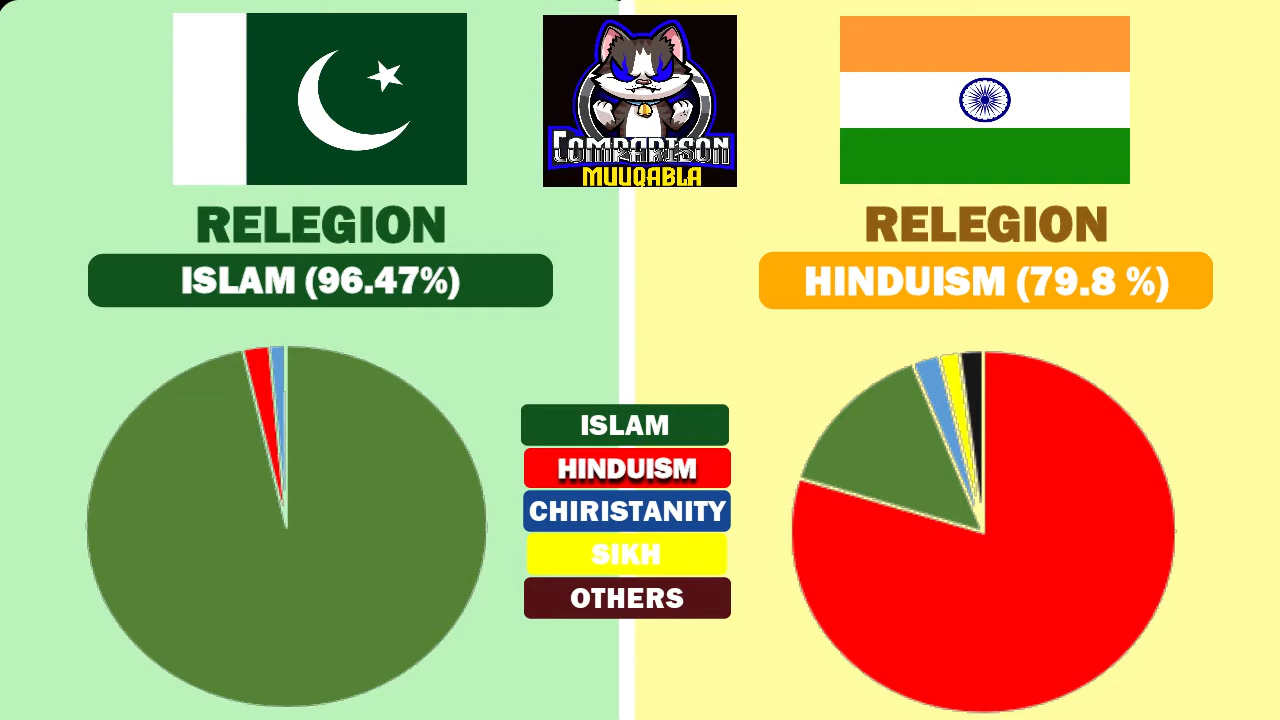 COMPARISON
MUUQABLA
RELEGION
ISLAM (96.47%)
RELEGION
HINDUISM (79.8 %)
ISLAM
HINDUISM
CHIRISTANITY
SIKH
OTHERS